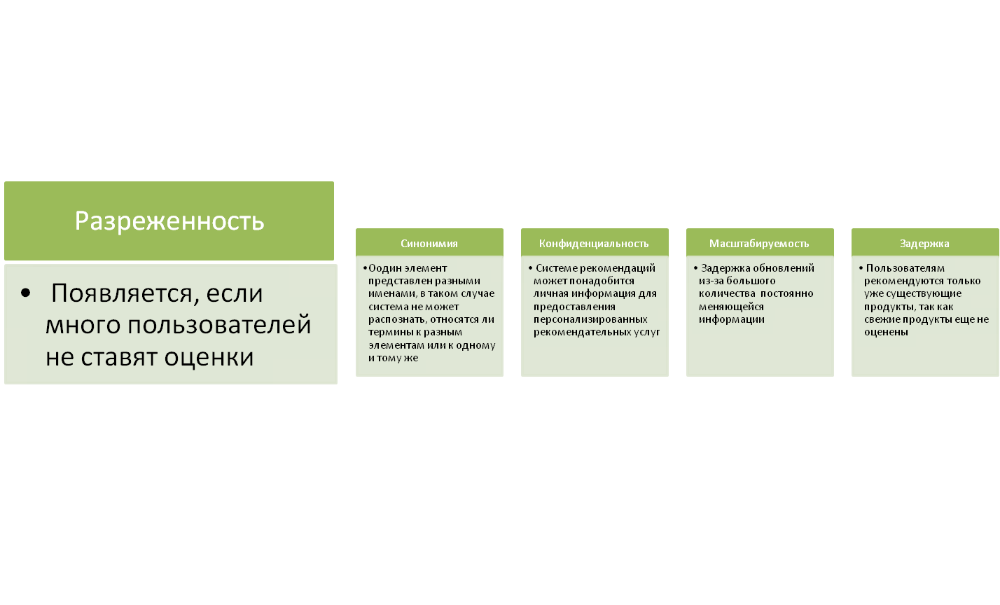 Разреженность
• Появляется, если
много пользователей
не ставят оценки
Синонимия
•Оодин элемент
представлен разными
именами, в таком случае
система не может
распознать, относятся ли
термины к разным
элементам или к одному
и тому же
Конфиденциальность
• Системе рекомендаций
может понадобится
личная информация для
предоставления
персонализированных
рекомендательных услуг
Масштабируемость
• Задержка обновлений
из-за большого
количества постоянно
меняющейся
информации
Задержка
• Пользователям
рекомендуются только
уже существующие
продукты, так как
свежие продукты еще не
оценены